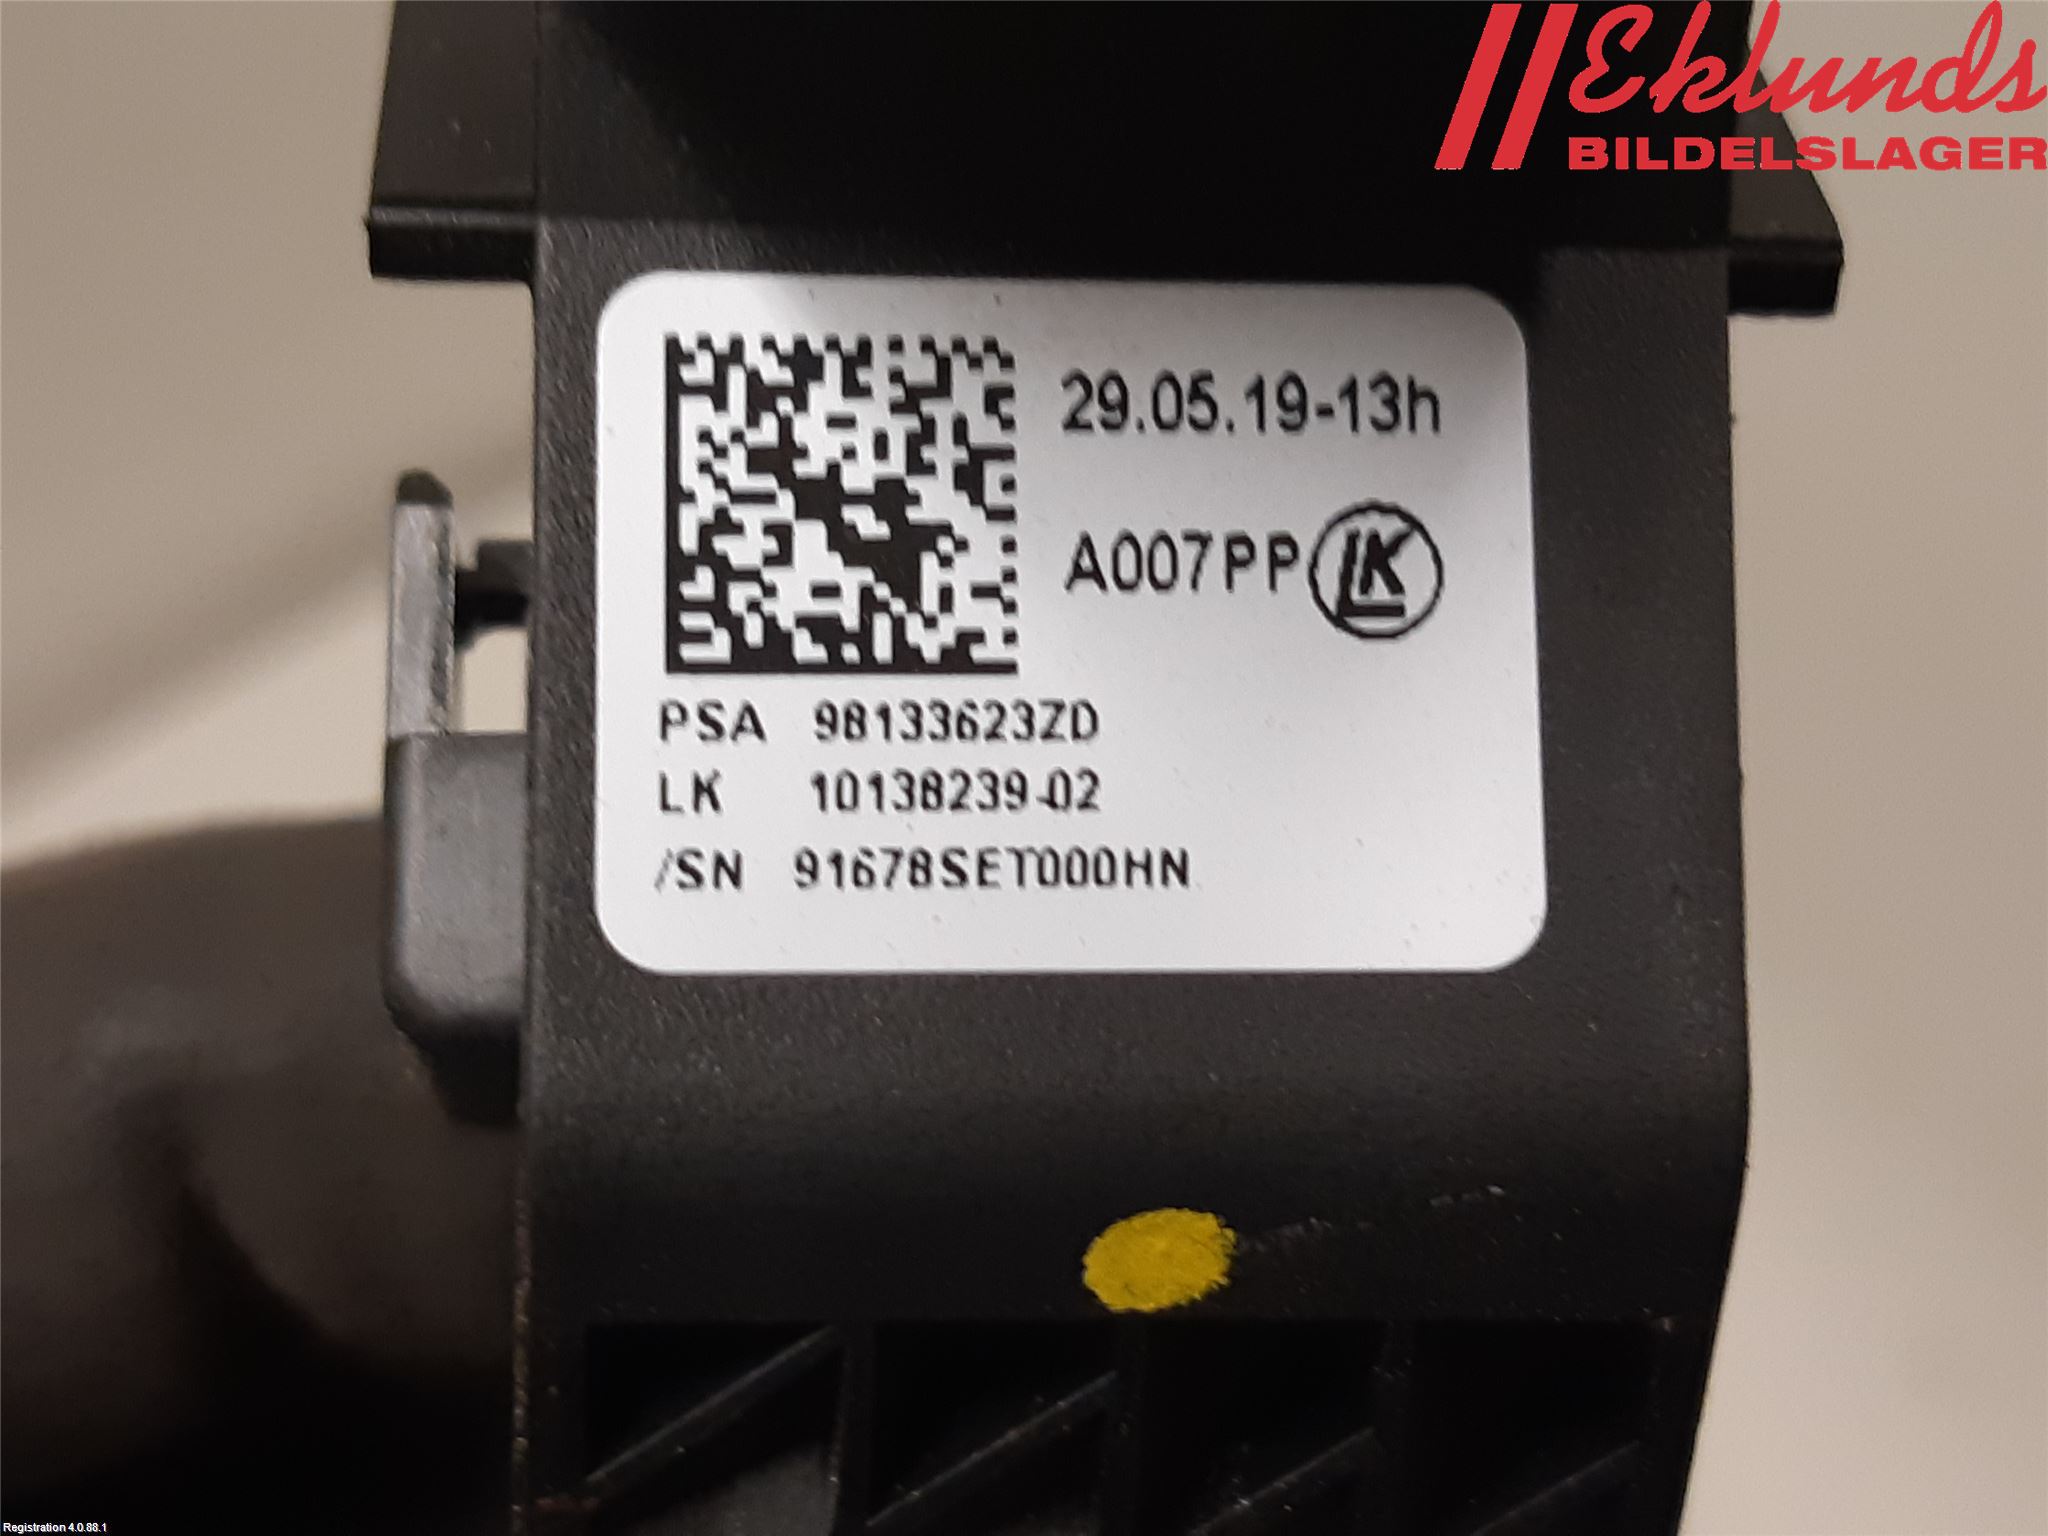 Eklunds
BILDELSLAGER
29.05.19-13h
A007PP LK
PSA 98133623ZD
LK 10138239-02
/SN 91678SET000HN
Registration 4.0.88.1